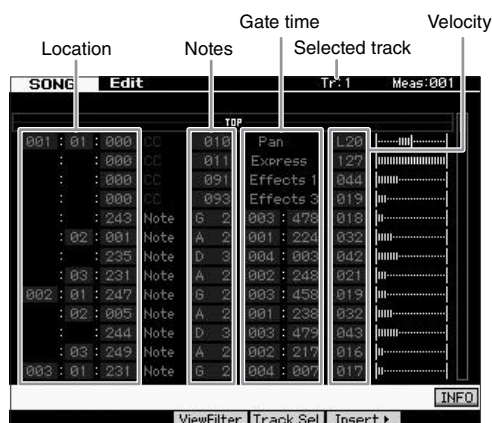 Gate time Velocity
Location Notes Selected track
SONG Edit Tr:1 Meas:001
TOP
001 : 01 : 000 CC 010 Pan L20
: : 000 CC 011 Express 127
: : 000 CC 091 Effects 1 044
: : 000 CC 093 Effects 3 019
: : 243 Note G 2 003 : 478 018
: 02 : 001 Note A 2 001 : 224 032
: : 235 Note D 3 004 : 003 042
: 03 : 231 Note A 2 002 : 248 021
002 : 01 : 247 Note G 2 003 : 458 019
: 02 : 005 Note A 2 001 : 238 032
: : 244 Note D 3 003 : 479 043
: 03 : 249 Note A 2 002 : 217 016
003 : 01 : 231 Note G 2 004 : 007 017
INFO
ViewFilter Track Sel Insert ▸